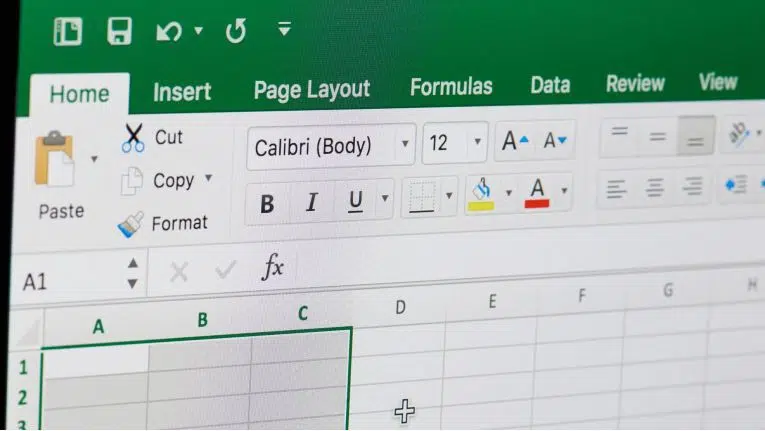 Home Insert Page Layout Formulas Data Review View
Cut
Calibri (Body) 12 A A ab
Copy
Paste
B I U A
Format
A1 fx
A B C D E F G H
1
2
3